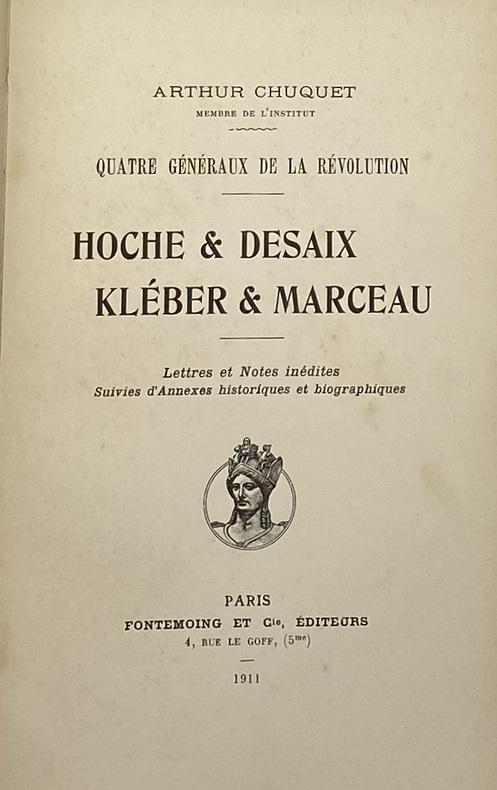 ARTHUR CHUQUET
MEMBRE DE L'INSTITUT
QUATRE GÉNÉRAUX DE LA RÉVOLUTION
HOCHE & DESAIX
KLÉBER & MARCEAU
Lettres et Notes inédites
Suivies d'Annexes historiques et biographiques
PARIS
FONTEMOING ET Cie, ÉDITEURS
4, RUE LE GOFF, (5me)
1911